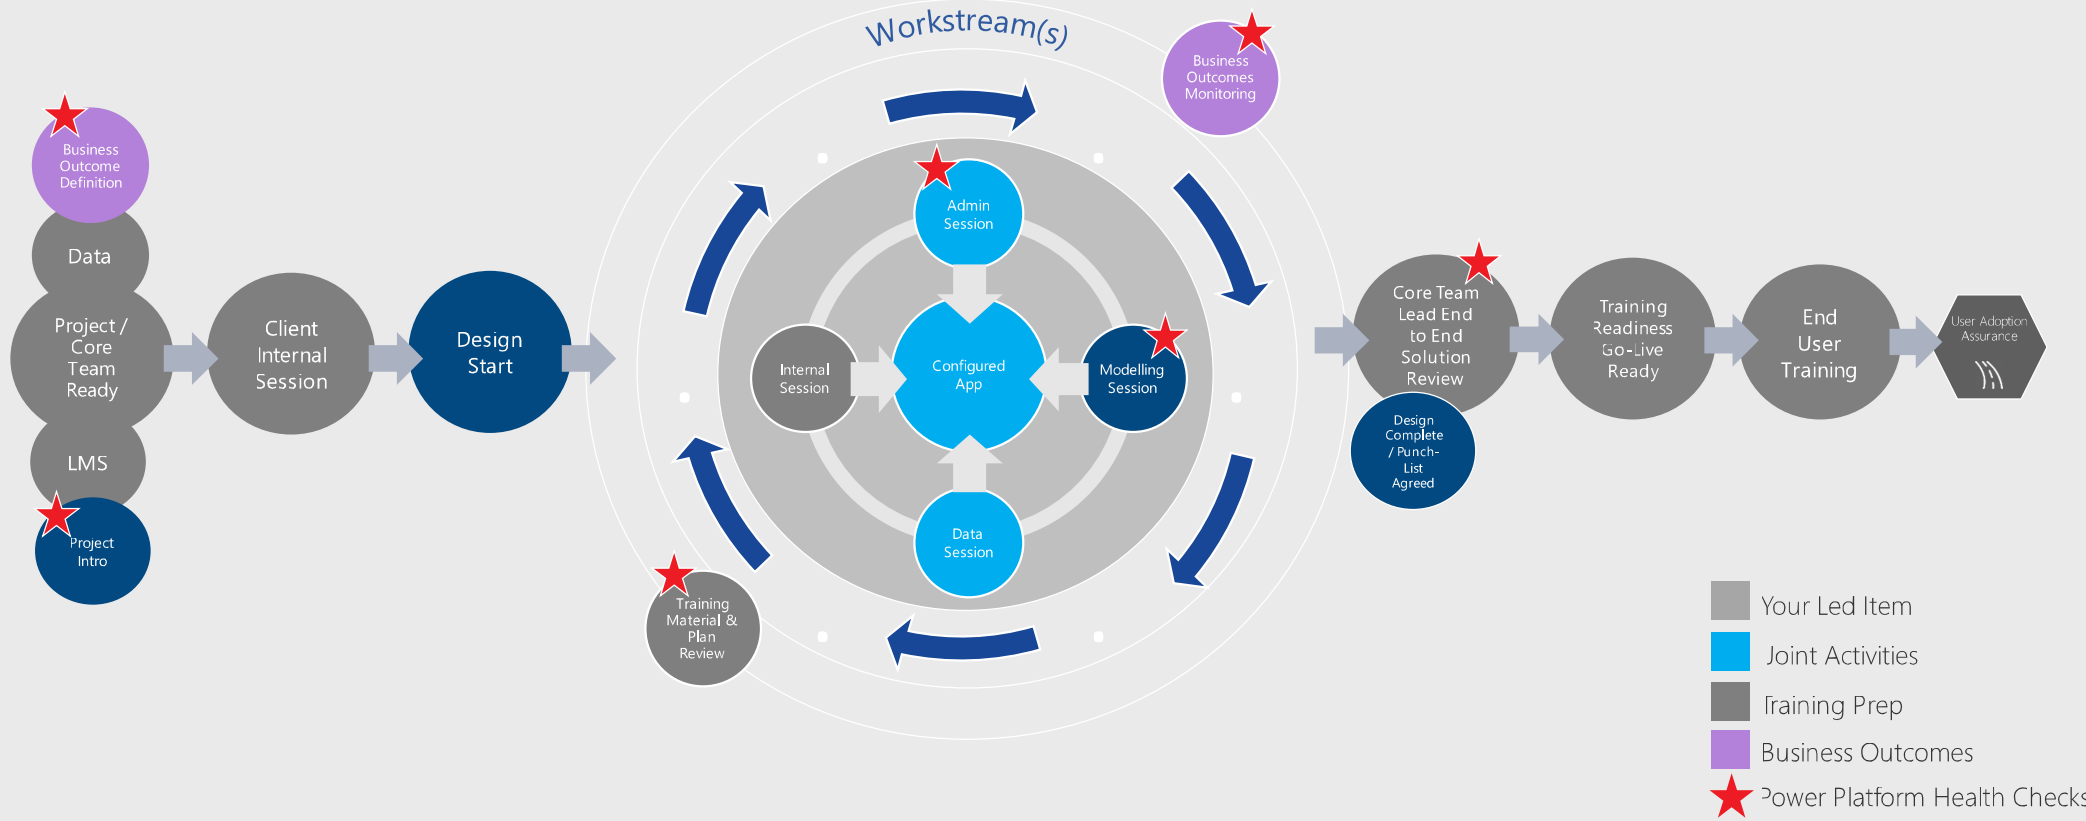 Workstream(s)
Business
Outcomes
Monitoring
Business
Outcome
Definition
Data
Project /
Core
Team
Ready
LMS
Project
Intro
Client
Internal
Session
Design
Start
Admin
Session
Internal
Session
Configured
App
Modelling
Session
Data
Session
Training
Material &
Plan
Review
Core Team
Lead End
to End
Solution
Review
Design
Complete
/ Punch-
List
Agreed
Training
Readiness
Go-Live
Ready
End
User
Training
User Adoption
Assurance
Your Led Item
Joint Activities
Training Prep
Business Outcomes
Power Platform Health Checks